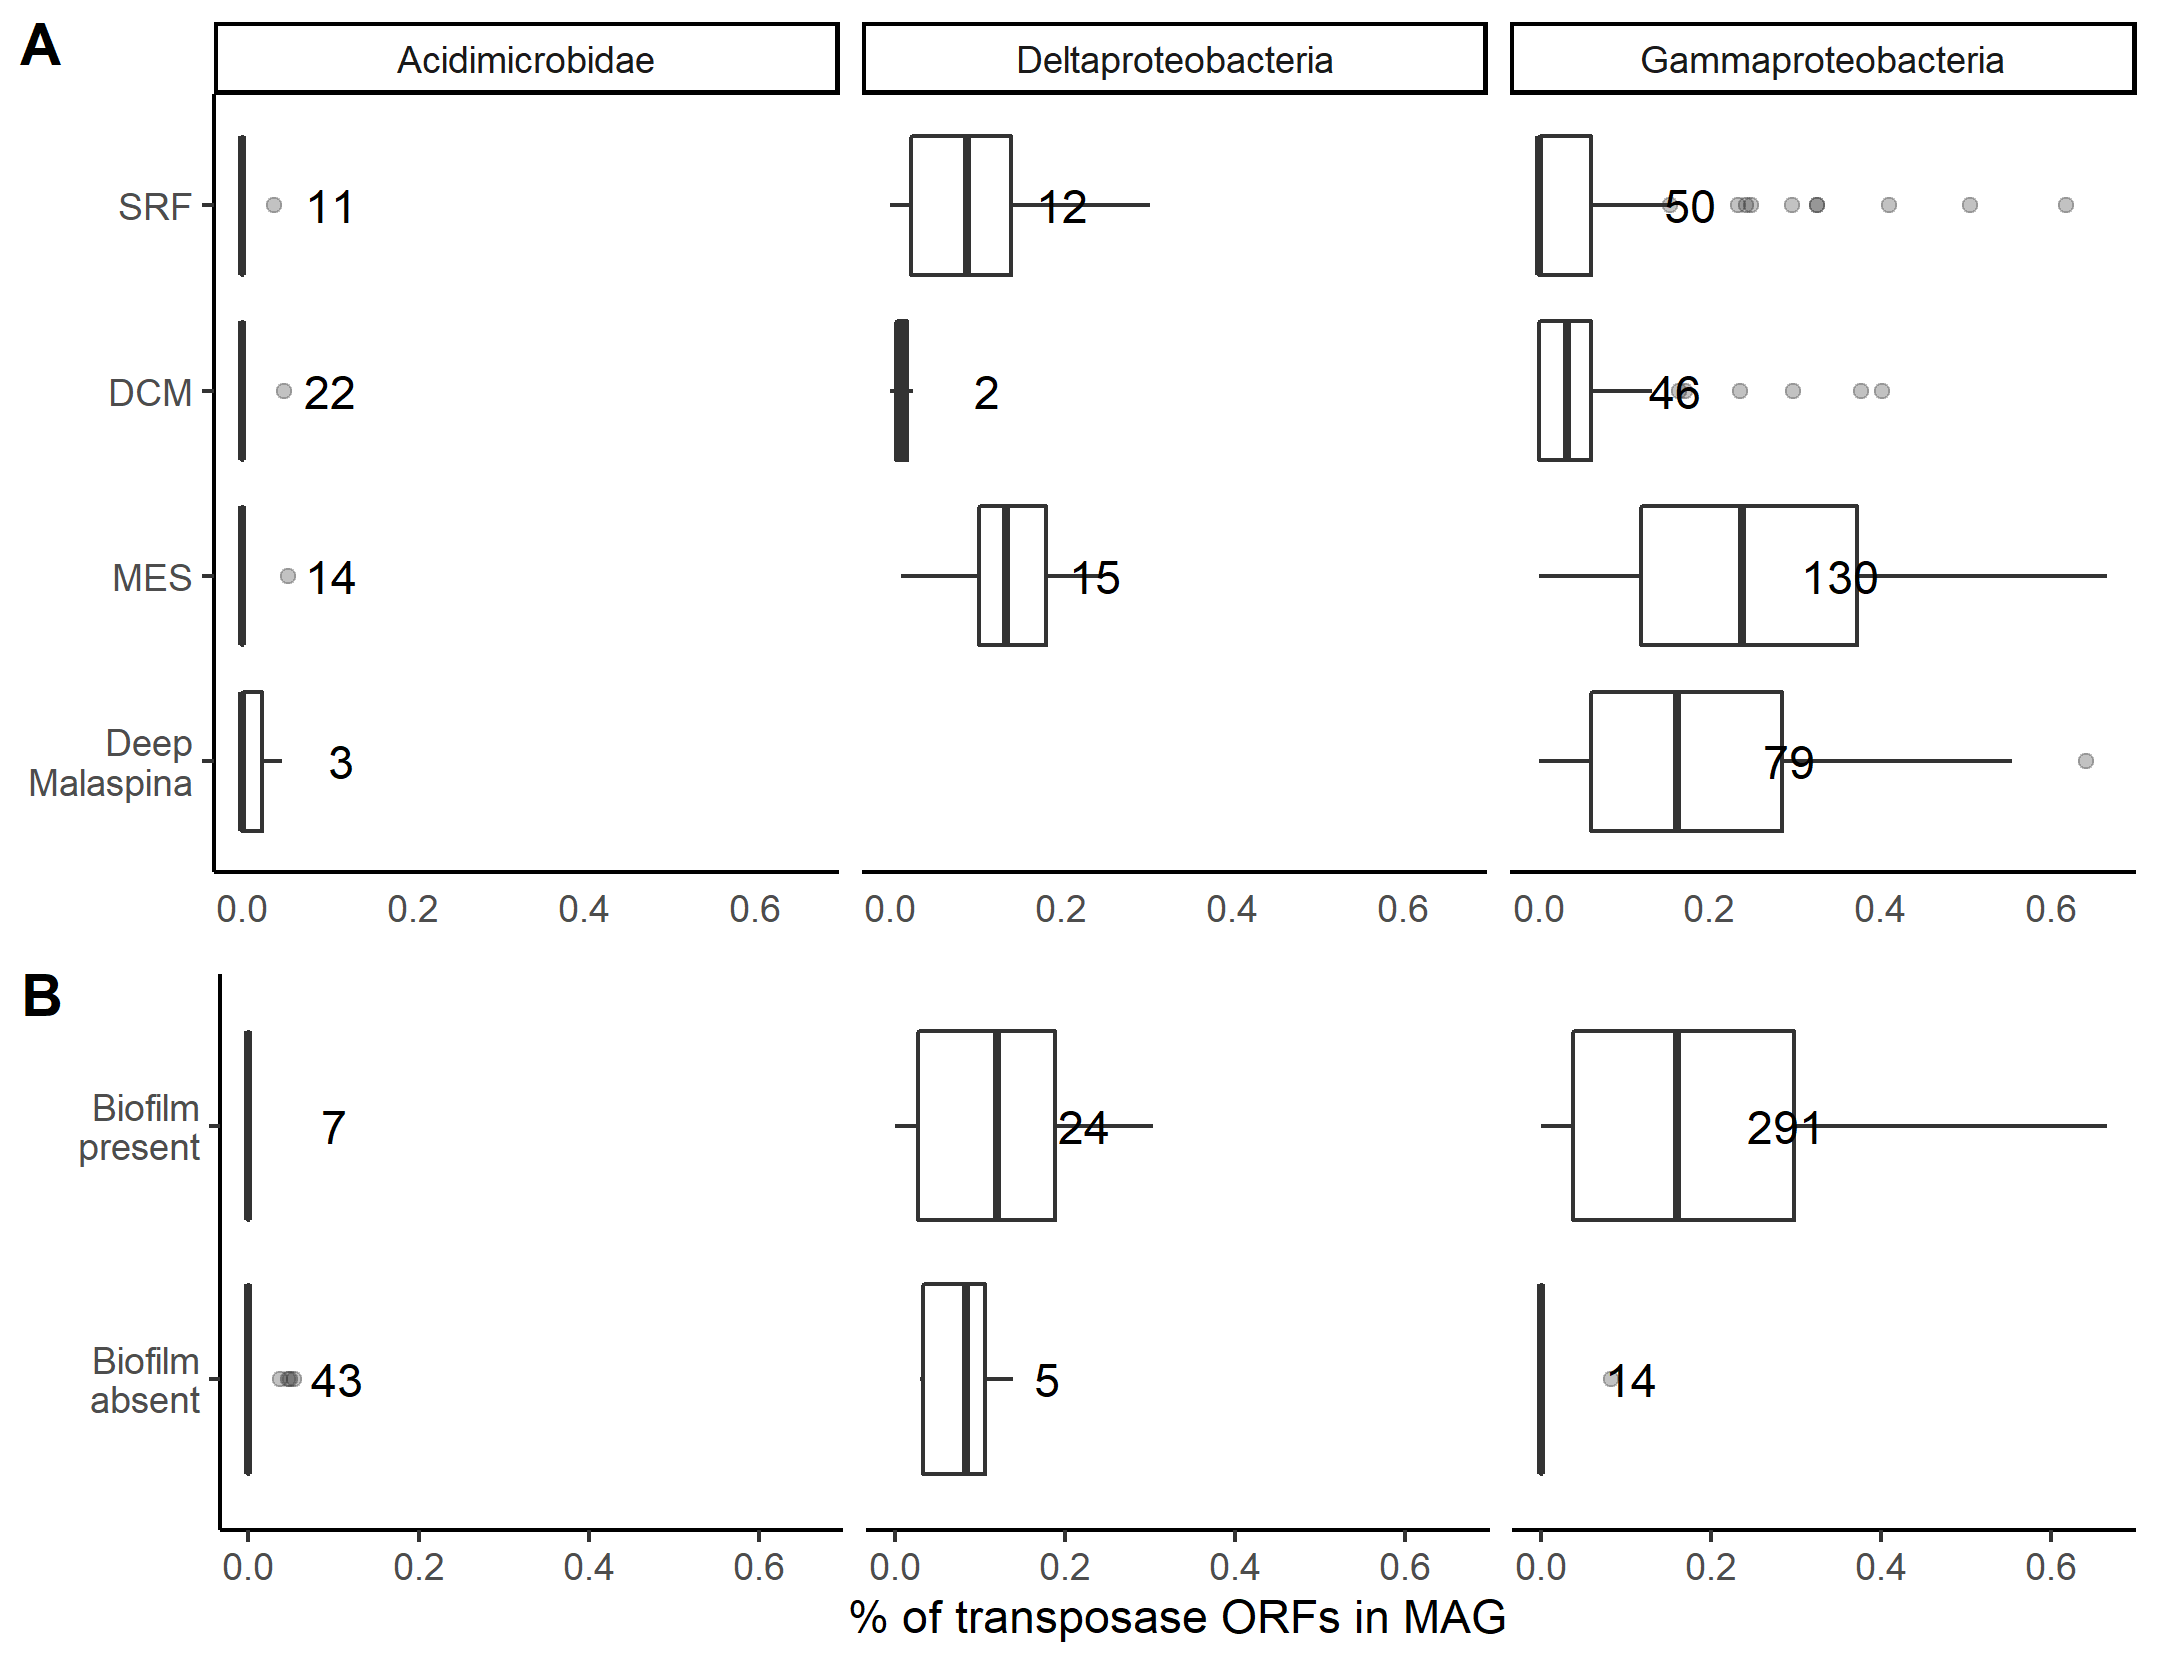 A
Acidimicrobidae Deltaproteobacteria Gammaproteobacteria
SRF 11 12 50
DCM 22 2 46
MES 14 15 130
Deep
Malaspina
3 79
0.0 0.2 0.4 0.6 0.0 0.2 0.4 0.6 0.0 0.2 0.4 0.6
B
Biofilm
present
7 24 291
Biofilm
absent
43 5 14
0.0 0.2 0.4 0.6 0.0 0.2 0.4 0.6 0.0 0.2 0.4 0.6
% of transposase ORFs in MAG